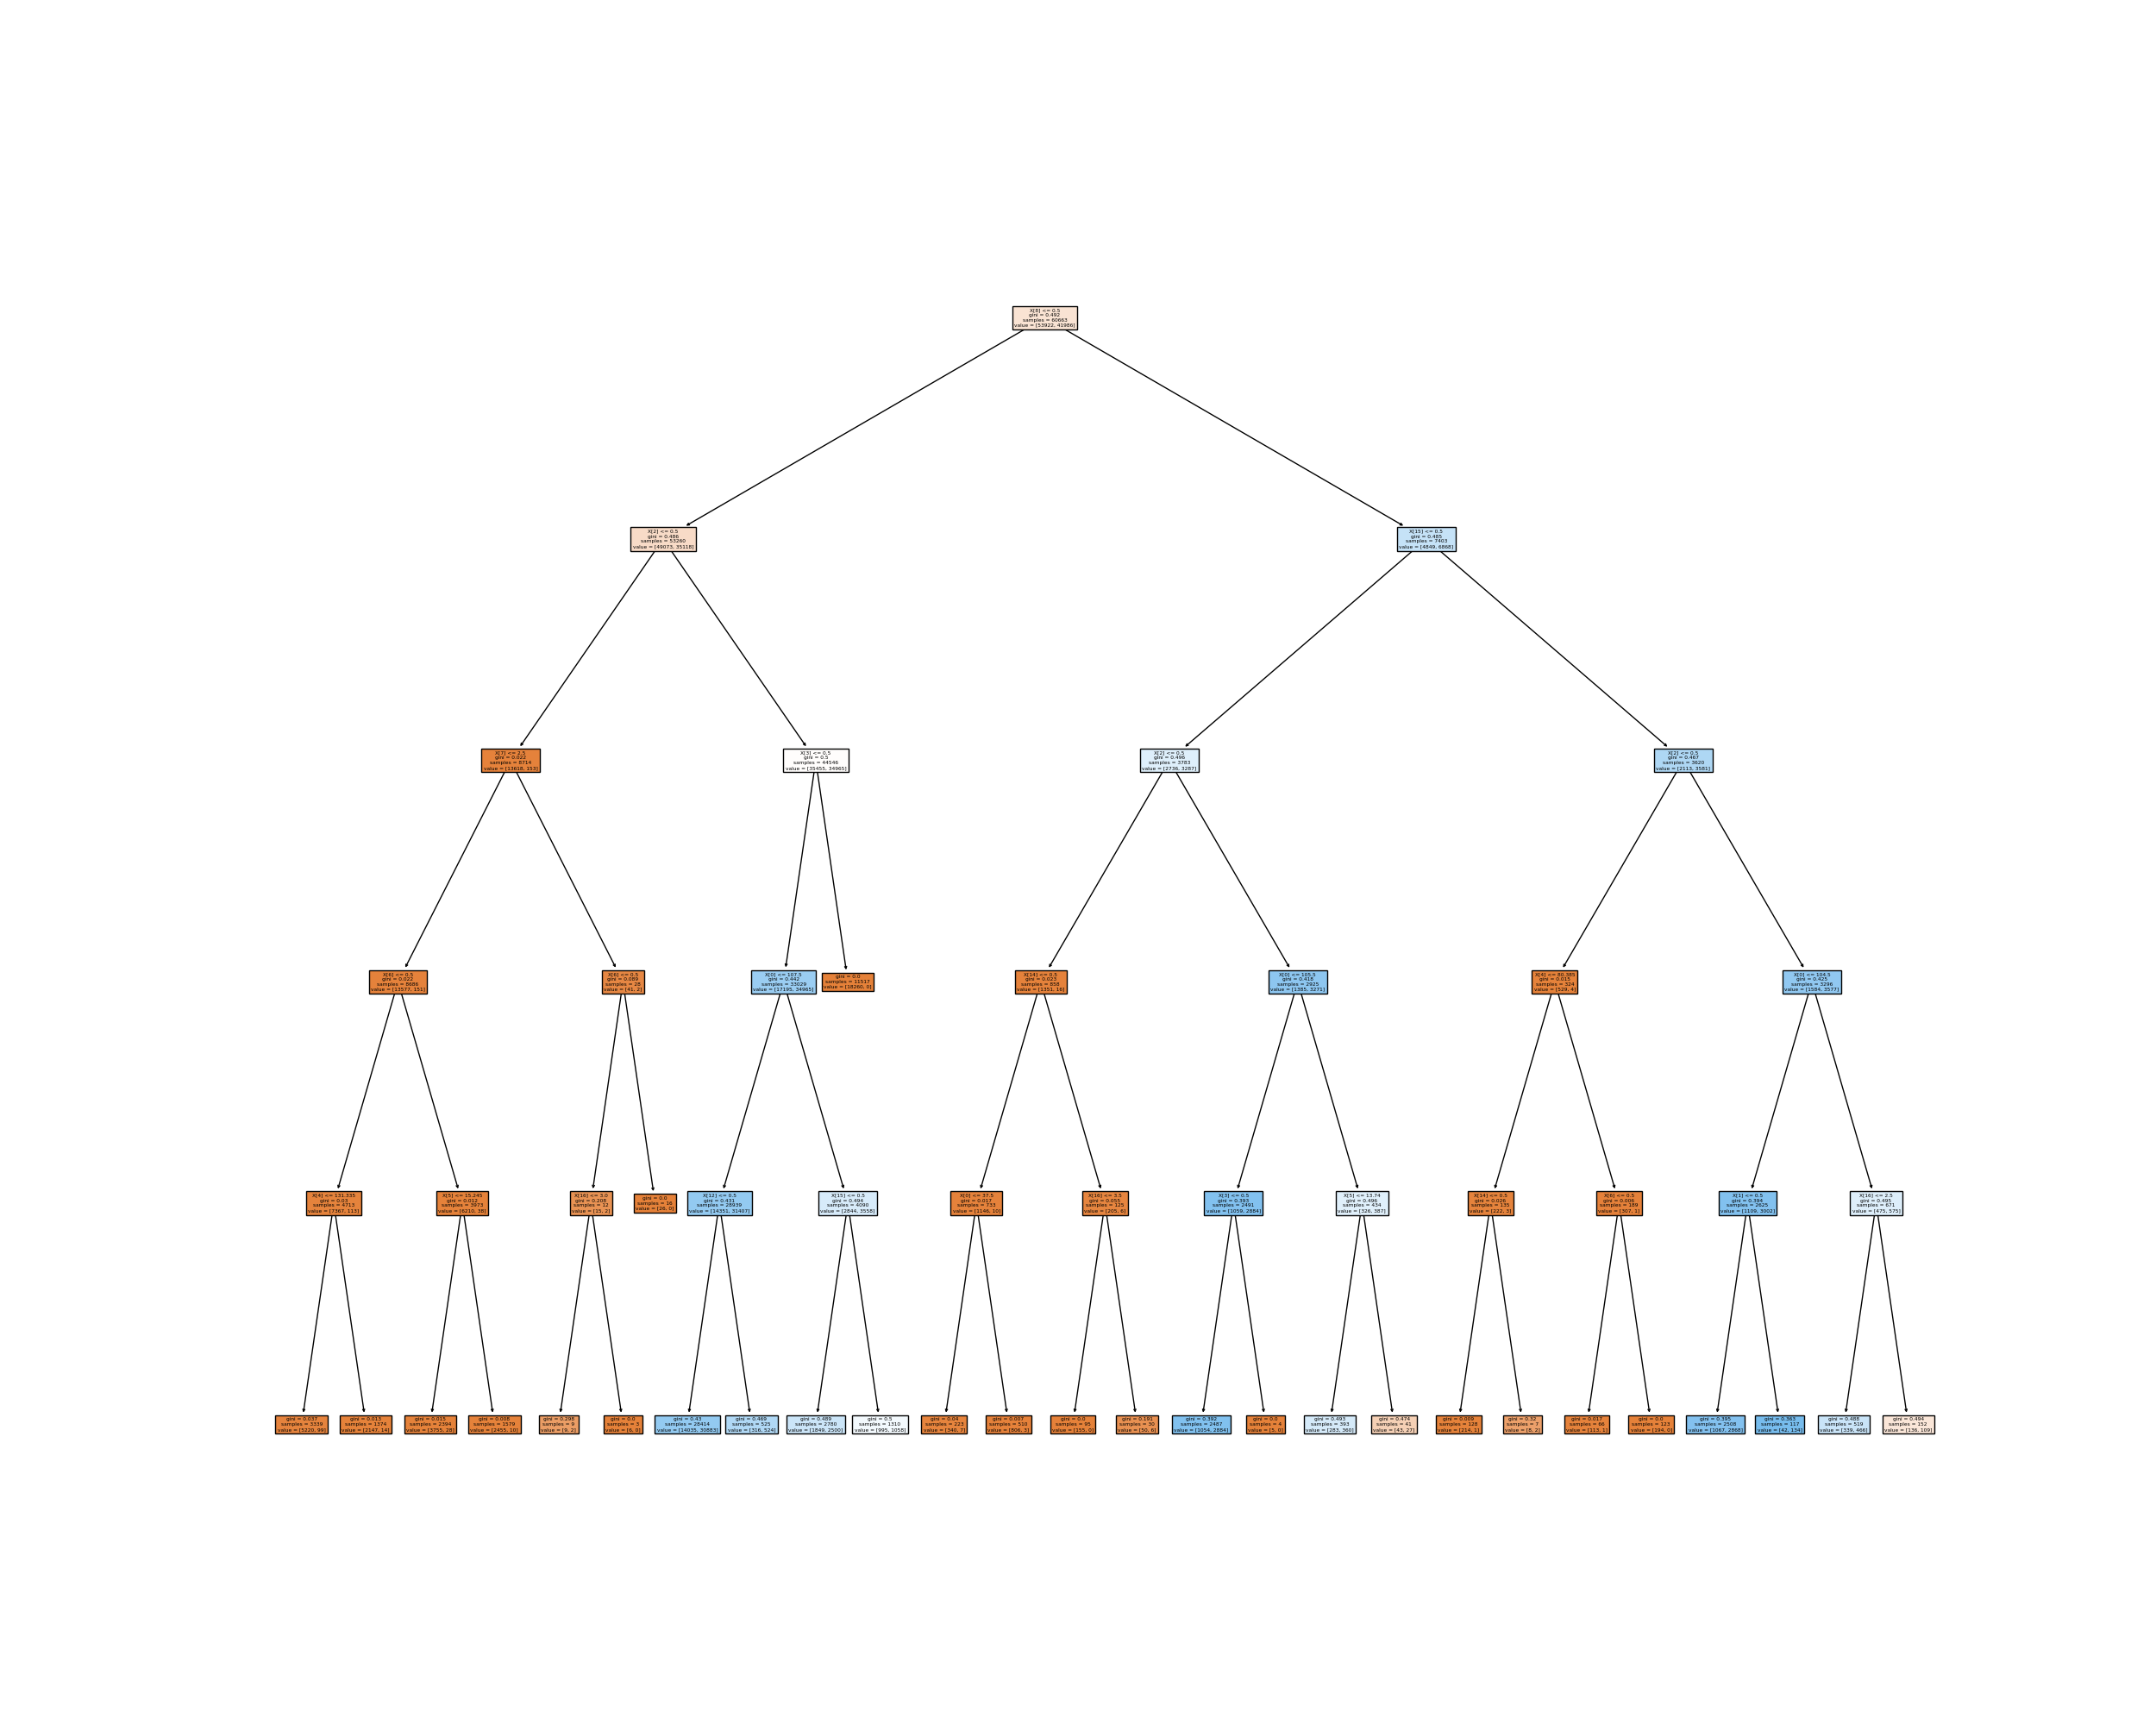 X[8] <= 0.5
gini = 0.492
samples = 60663
value = [53922, 41986]
X[2] <= 0.5
gini = 0.486
samples = 53260
value = [49073, 35118]
X[15] <= 0.5
gini = 0.485
samples = 7403
value = [4849, 6868]
X[7] <= 2.5
gini = 0.022
samples = 8714
value = [13618, 153]
X[3] <= 0.5
gini = 0.5
samples = 44546
value = [35455, 34965]
X[2] <= 0.5
gini = 0.496
samples = 3783
value = [2736, 3287]
X[2] <= 0.5
gini = 0.467
samples = 3620
value = [2113, 3581]
X[6] <= 0.5
gini = 0.022
samples = 8686
value = [13577, 151]
X[6] <= 0.5
gini = 0.089
samples = 28
value = [41, 2]
X[0] <= 107.5
gini = 0.442
samples = 33029
value = [17195, 34965]
gini = 0.0
samples = 11517
value = [18260, 0]
X[14] <= 0.5
gini = 0.023
samples = 858
value = [1351, 16]
X[0] <= 105.5
gini = 0.418
samples = 2925
value = [1385, 3271]
X[4] <= 80.385
gini = 0.015
samples = 324
value = [529, 4]
X[0] <= 104.5
gini = 0.425
samples = 3296
value = [1584, 3577]
X[4] <= 131.335
gini = 0.03
samples = 4713
value = [7367, 113]
X[5] <= 15.245
gini = 0.012
samples = 3973
value = [6210, 38]
X[16] <= 3.0
gini = 0.208
samples = 12
value = [15, 2]
gini = 0.0
samples = 16
value = [26, 0]
X[12] <= 0.5
gini = 0.431
samples = 28939
value = [14351, 31407]
X[15] <= 0.5
gini = 0.494
samples = 4090
value = [2844, 3558]
X[0] <= 37.5
gini = 0.017
samples = 733
value = [1146, 10]
X[16] <= 3.5
gini = 0.055
samples = 125
value = [205, 6]
X[3] <= 0.5
gini = 0.393
samples = 2491
value = [1059, 2884]
X[5] <= 13.74
gini = 0.496
samples = 434
value = [326, 387]
X[14] <= 0.5
gini = 0.026
samples = 135
value = [222, 3]
X[6] <= 0.5
gini = 0.006
samples = 189
value = [307, 1]
X[1] <= 0.5
gini = 0.394
samples = 2625
value = [1109, 3002]
X[16] <= 2.5
gini = 0.495
samples = 671
value = [475, 575]
gini = 0.037
samples = 3339
value = [5220, 99]
gini = 0.013
samples = 1374
value = [2147, 14]
gini = 0.015
samples = 2394
value = [3755, 28]
gini = 0.008
samples = 1579
value = [2455, 10]
gini = 0.298
samples = 9
value = [9, 2]
gini = 0.0
samples = 3
value = [6, 0]
gini = 0.43
samples = 28414
value = [14035, 30883]
gini = 0.469
samples = 525
value = [316, 524]
gini = 0.489
samples = 2780
value = [1849, 2500]
gini = 0.5
samples = 1310
value = [995, 1058]
gini = 0.04
samples = 223
value = [340, 7]
gini = 0.007
samples = 510
value = [806, 3]
gini = 0.0
samples = 95
value = [155, 0]
gini = 0.191
samples = 30
value = [50, 6]
gini = 0.392
samples = 2487
value = [1054, 2884]
gini = 0.0
samples = 4
value = [5, 0]
gini = 0.493
samples = 393
value = [283, 360]
gini = 0.474
samples = 41
value = [43, 27]
gini = 0.009
samples = 128
value = [214, 1]
gini = 0.32
samples = 7
value = [8, 2]
gini = 0.017
samples = 66
value = [113, 1]
gini = 0.0
samples = 123
value = [194, 0]
gini = 0.395
samples = 2508
value = [1067, 2868]
gini = 0.363
samples = 117
value = [42, 134]
gini = 0.488
samples = 519
value = [339, 466]
gini = 0.494
samples = 152
value = [136, 109]